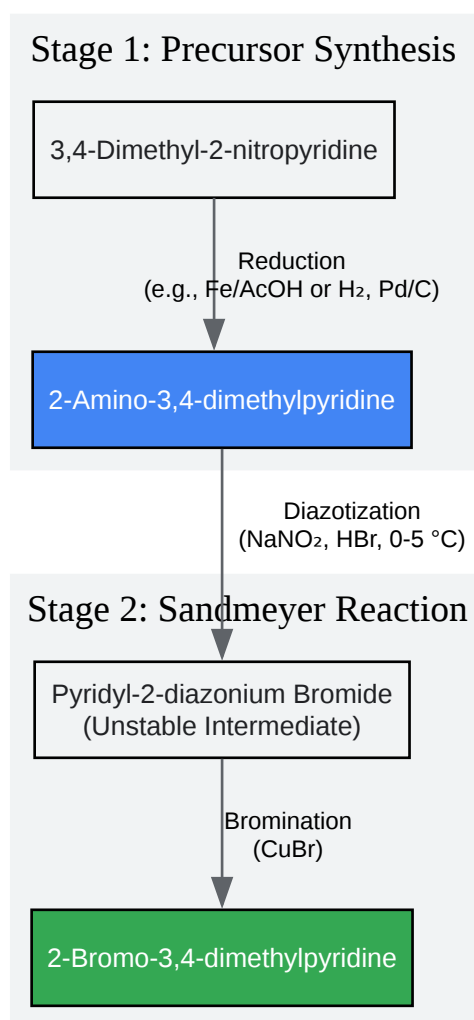 Stage 1: Precursor Synthesis
3,4-Dimethyl-2-nitropyridine
Reduction
(e.g., Fe/AcOH or H₂, Pd/C)
2-Amino-3,4-dimethylpyridine
Diazotization
(NaNO₂, HBr, 0-5 °C)
Stage 2: Sandmeyer Reaction
Pyridyl-2-diazonium Bromide
(Unstable Intermediate)
Bromination
(CuBr)
2-Bromo-3,4-dimethylpyridine